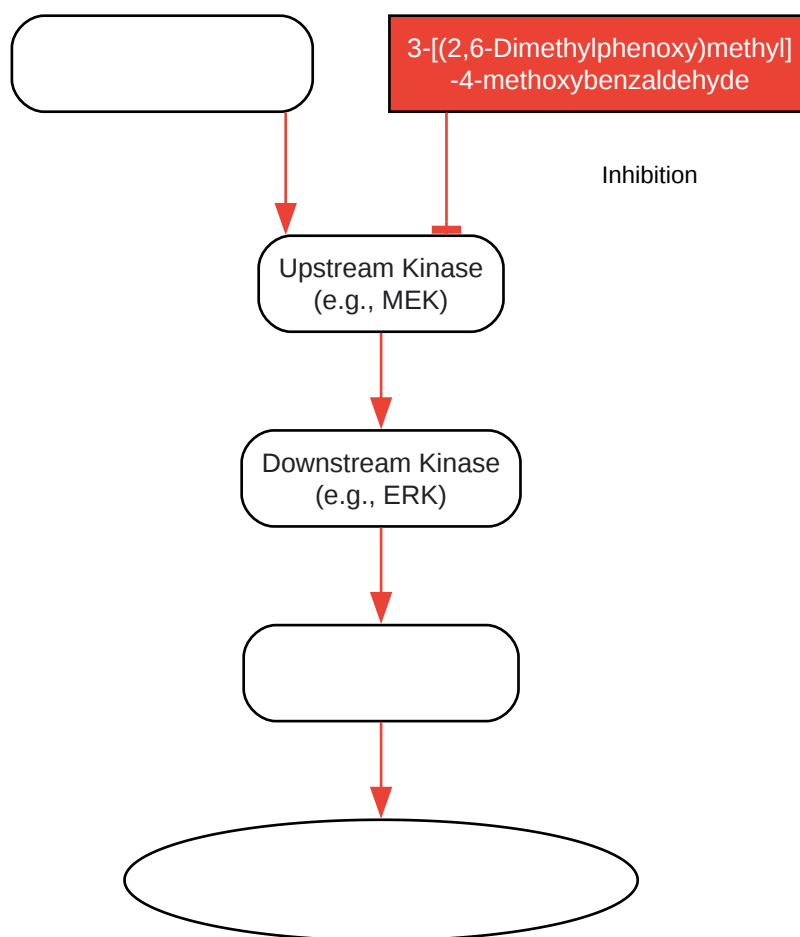 3-[(2,6-Dimethylphenoxy)methyl]
-4-methoxybenzaldehyde
Inhibition
Upstream Kinase
(e.g., MEK)
Downstream Kinase
(e.g., ERK)